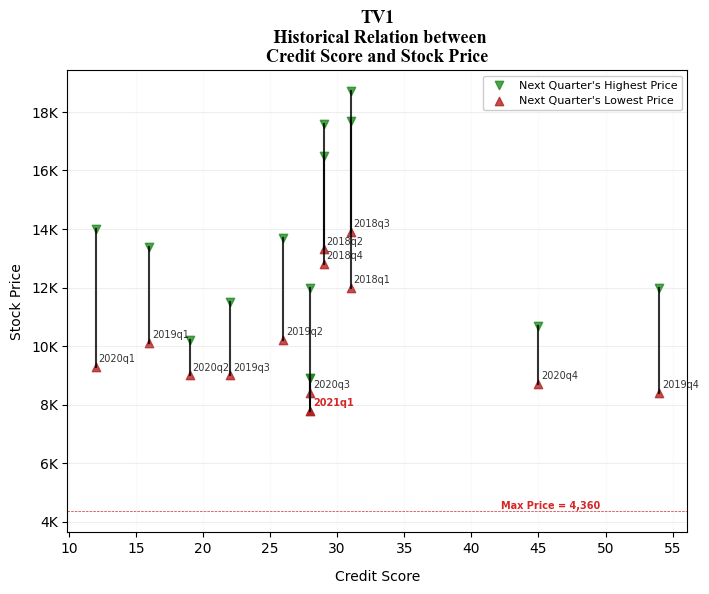 TV1
Historical Relation between
Credit Score and Stock Price
Next Quarter's Highest Price
Next Quarter's Lowest Price
Stock Price
18K
16K
14K
12K
10K
8K
6K
4K
2018q3
2018q2
2018q4
2018q1
2019q1
2019q2
2020q1
2020q2
2019q3
2020q3
2021q1
2020q4
2019q4
Max Price = 4,360
10
15
20
25
30
35
40
45
50
55
Credit Score